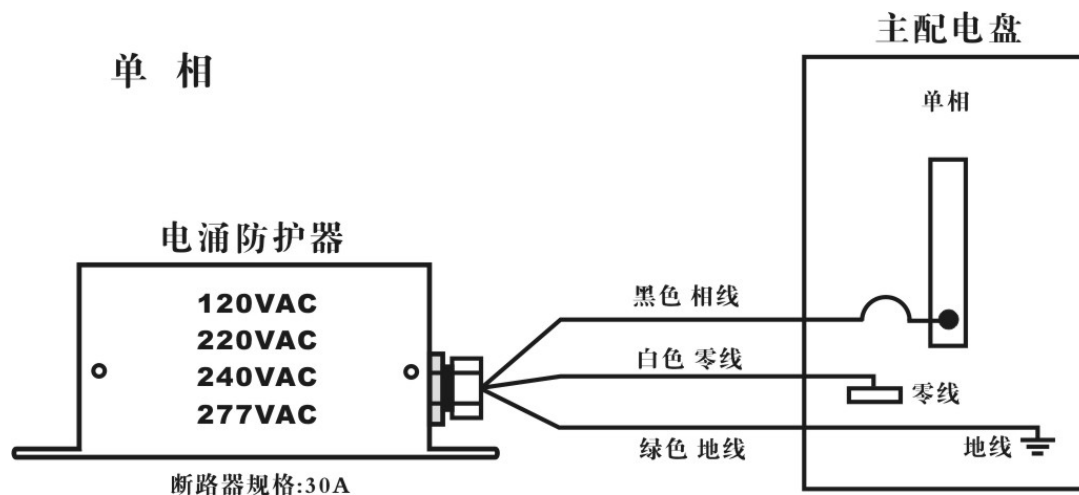 主配电盘
单 相
单相
电涌防护器
120VAC
220VAC
240VAC
277VAC
黑色 相线
白色 零线
零线
绿色 地线
地线
断路器规格:30A